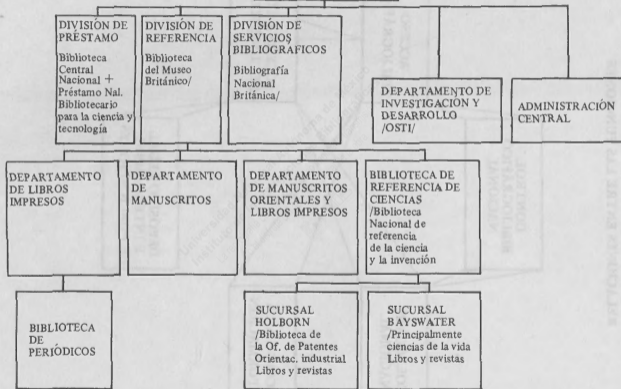 DIVISIÓN DE
PRÉSTAMO
Biblioteca
Central
Nacional +
Préstamo Nal.
Bibliotecario
para la ciencia y
tecnología
DIVISIÓN DE
REFERENCIA
Biblioteca
del Museo
Británico/
DIVISIÓN DE
SERVICIOS
BIBLIOGRAFICOS
Bibliografía
Nacional
Británica/
DEPARTAMENTO DE
INVESTIGACIÓN Y
DESARROLLO
/OSTI/
ADMINISTRACIÓN
CENTRAL
DEPARTAMENTO
DE LIBROS
IMPRESOS
DEPARTAMENTO
DE
MANUSCRITOS
DEPARTAMENTO
DE MANUSCRITOS
ORIENTALES Y
LIBROS IMPRESOS
BIBLIOTECA DE
REFERENCIA DE
CIENCIAS
/Biblioteca
Nacional de
referencia
de la ciencia
y la invención
BIBLIOTECA
DE
PERIÓDICOS
SUCURSAL
HOLBORN
/Biblioteca de
la Of. de Patentes
Orientac. industrial
Libros y revistas
SUCURSAL
BAYSWATER
/Principalmente
ciencias de la vida
Libros y revistas